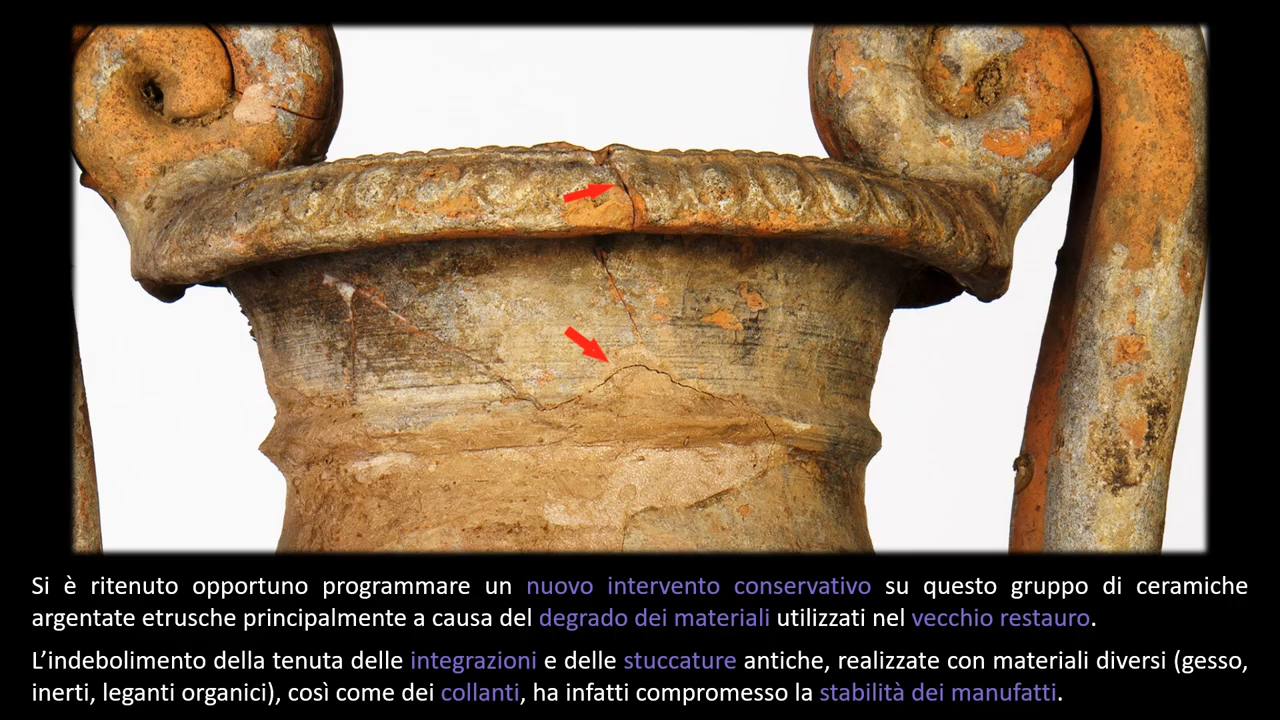 Si è ritenuto opportuno programmare un nuovo intervento conservativo su questo gruppo di ceramiche
argentate etrusche principalmente a causa del degrado dei materiali utilizzati nel vecchio restauro.
L’indebolimento della tenuta delle integrazioni e delle stuccature antiche, realizzate con materiali diversi (gesso,
inerti, leganti organici), così come dei collanti, ha infatti compromesso la stabilità dei manufatti.